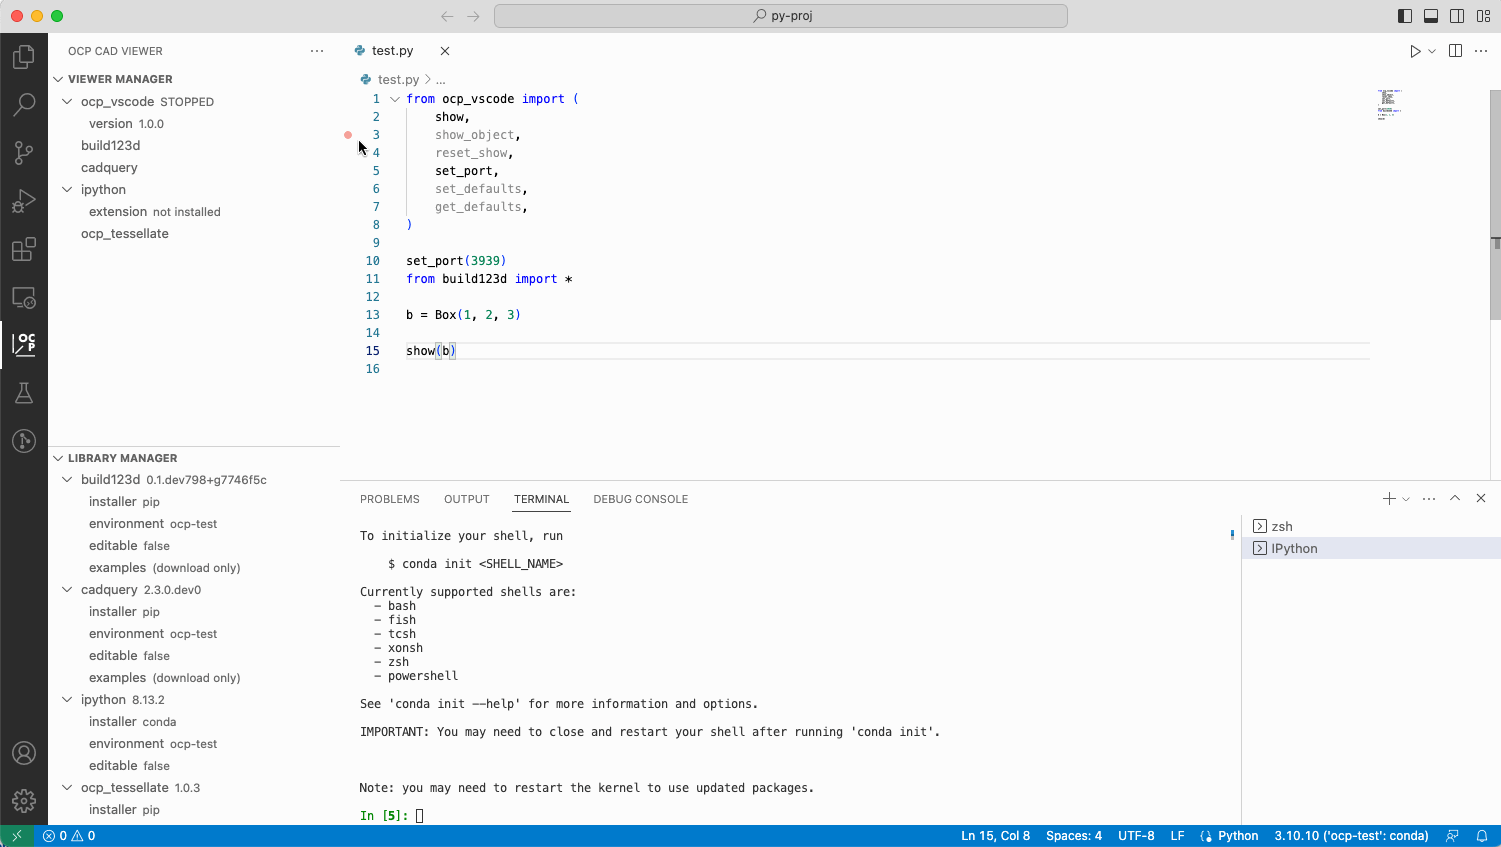 py-proj
OCP CAD VIEWER
VIEWER MANAGER
ocp_vscode STOPPED
version 1.0.0
build123d
cadquery
ipython
extension not installed
ocp_tessellate
LIBRARY MANAGER
build123d 0.1.dev798+g7746f5c
installer pip
environment ocp-test
editable false
examples (download only)
cadquery 2.3.0.dev0
installer pip
environment ocp-test
editable false
examples (download only)
ipython 8.13.2
installer conda
environment ocp-test
editable false
ocp_tessellate 1.0.3
installer pip
OCP
test.py
test.py > ...
1 from ocp_vscode import (
2 show,
3 show_object,
4 reset_show,
5 set_port,
6 set_defaults,
7 get_defaults,
8 )
9
10 set_port(3939)
11 from build123d import *
12
13 b = Box(1, 2, 3)
14
15 show(b)
16
PROBLEMS OUTPUT TERMINAL DEBUG CONSOLE
To initialize your shell, run
$ conda init <SHELL_NAME>
Currently supported shells are:
- bash
- fish
- tcsh
- xonsh
- zsh
- powershell
See 'conda init --help' for more information and options.
IMPORTANT: You may need to close and restart your shell after running 'conda init'.
Note: you may need to restart the kernel to use updated packages.
In [5]:
zsh
IPython
0 0
Ln 15, Col 8 Spaces: 4 UTF-8 LF Python 3.10.10 ('ocp-test': conda)